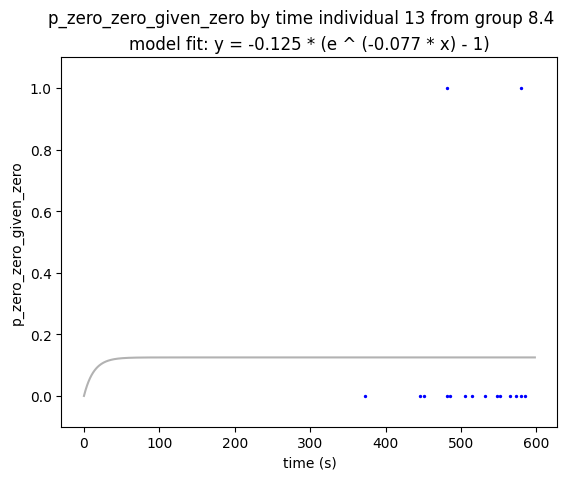 p_zero_zero_given_zero by time individual 13 from group 8.4
model fit: y = -0.125 * (e ^ (-0.077 * x) - 1)
1.0
0.8
0.6
0.4
0.2
0.0
p_zero_zero_given_zero
0 100 200 300 400 500 600
time (s)